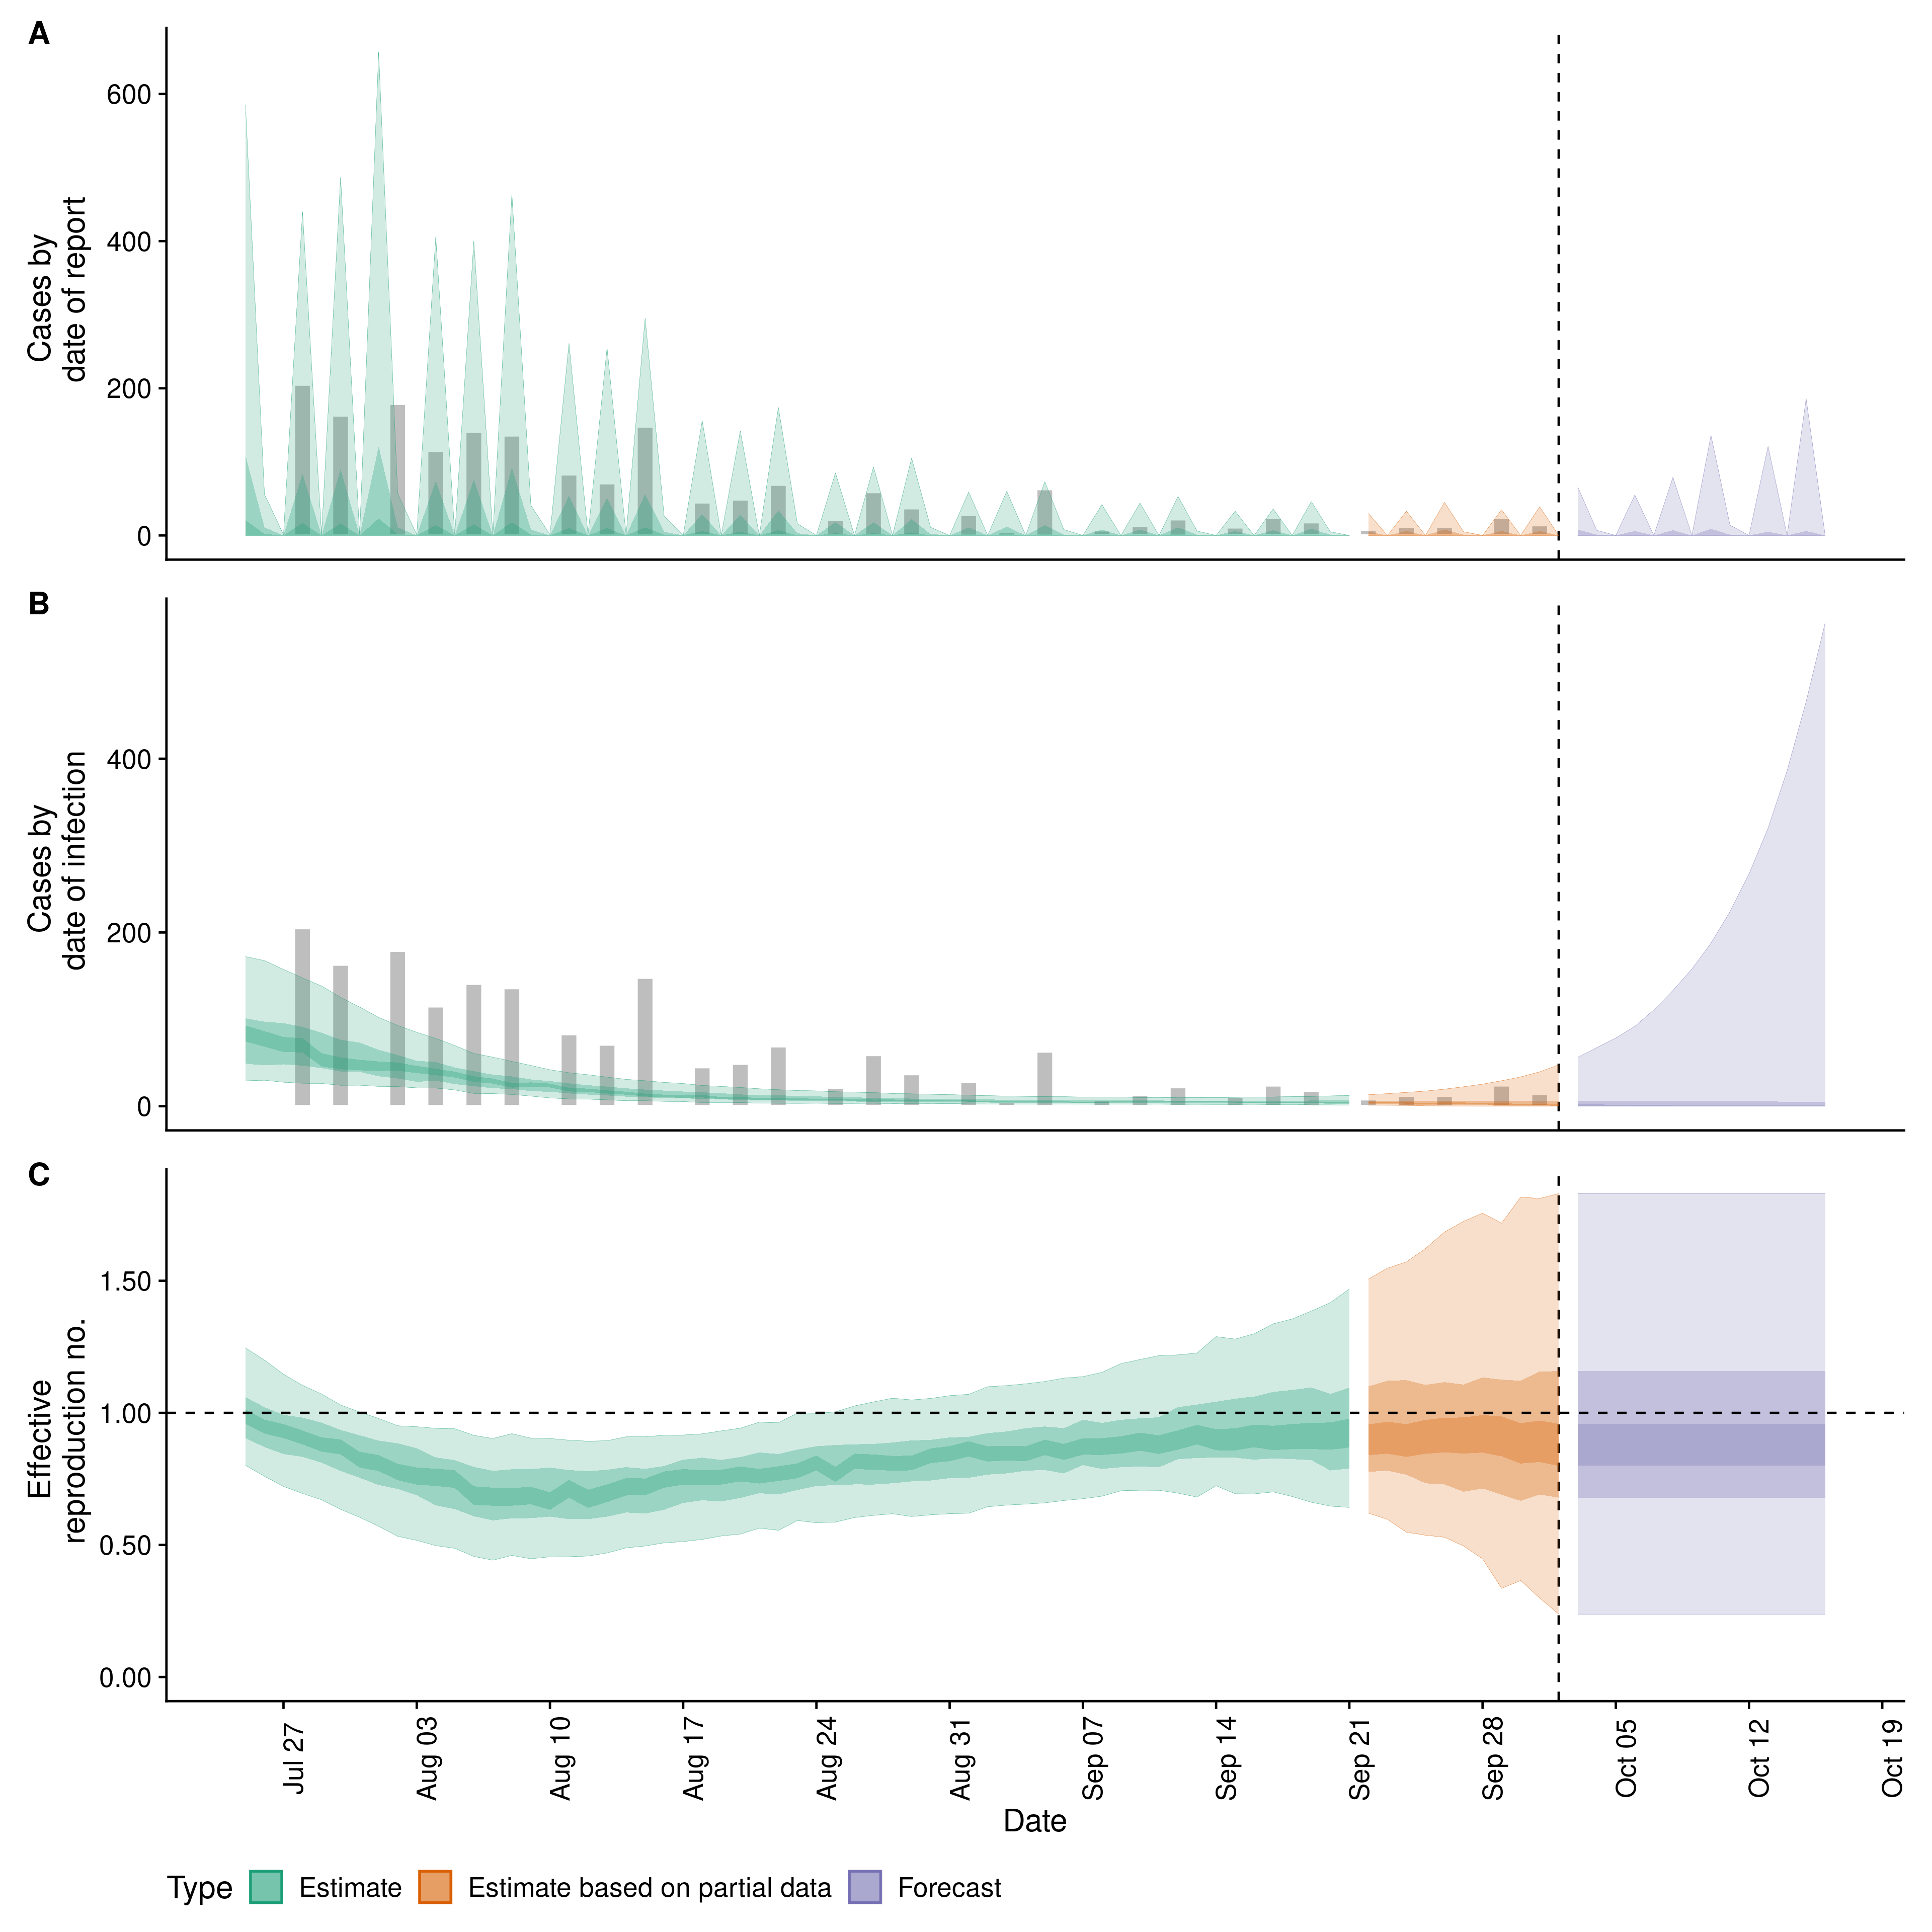 A
Cases by
date of report
600
400
200
0
B
Cases by
date of infection
400
200
0
C
Effective
reproduction no.
1.50
1.00
0.50
0.00
Jul 27
Aug 03
Aug 10
Aug 17
Aug 24
Aug 31
Sep 07
Sep 14
Sep 21
Sep 28
Oct 05
Oct 12
Oct 19
Date
Type Estimate Estimate based on partial data Forecast